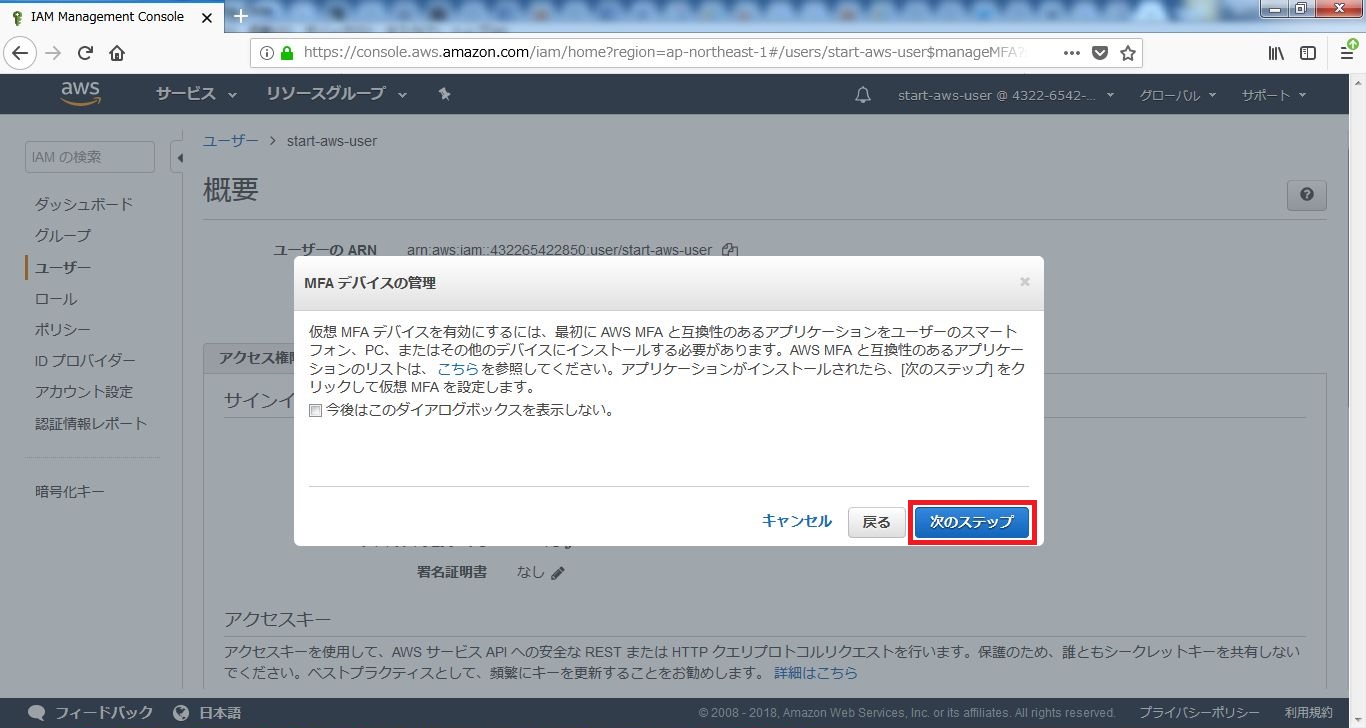 IAM Management Console
https://console.aws.amazon.com/iam/home?region=ap-northeast-1#/users/start-aws-user$manageMFA?
aws サービス リソースグループ start-aws-user @ 4322-6542-... グローバル サポート
IAM の検索
ダッシュボード
グループ
ユーザー
ロール
ポリシー
ID プロバイダー
アカウント設定
認証情報レポート
暗号化キー
ユーザー > start-aws-user
概要
ユーザーの ARN arn:aws:iam::432265422850:user/start-aws-user
アクセス権限
サインイ
MFA デバイスの管理
仮想 MFA デバイスを有効にするには、最初に AWS MFA と互換性のあるアプリケーションをユーザーのスマート
フォン、PC、またはその他のデバイスにインストールする必要があります。AWS MFA と互換性のあるアプリケー
ションのリストは、こちらを参照してください。アプリケーションがインストールされたら、[次のステップ] をク
リックして仮想 MFA を設定します。
今後はこのダイアログボックスを表示しない。
キャンセル 戻る 次のステップ
署名証明書 なし
アクセスキー
アクセスキーを使用して、AWS サービス API への安全な REST または HTTP クエリプロトコルリクエストを行います。保護のため、誰ともシークレットキーを共有しない
でください。ベストプラクティスとして、頻繁にキーを更新することをお勧めします。 詳細はこちら
フィードバック 日本語 © 2008 - 2018, Amazon Web Services, Inc. or its affiliates. All rights reserved. プライバシーポリシー 利用規約